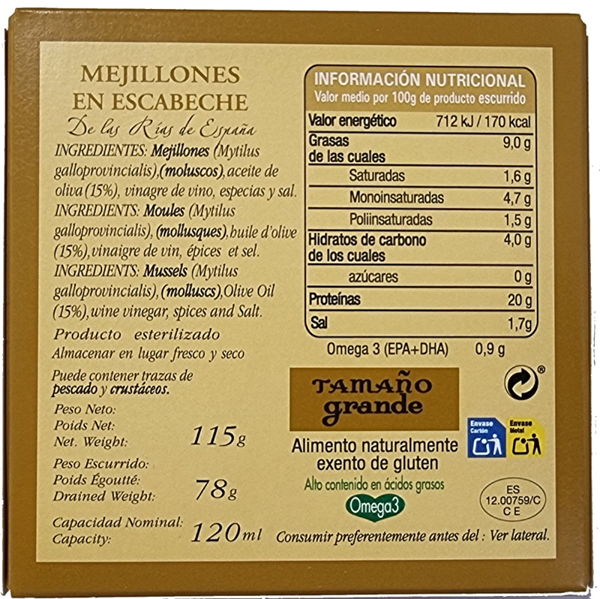 MEJILLONES
EN ESCABECHE
De las Rías de España
INGREDIENTES: Mejillones (Mytilus
galloprovincialis),(moluscos),aceite de
oliva (15%), vinagre de vino, especias y sal.
INGREDIENTS: Moules (Mytilus
galloprovincialis), (mollusques),huile d'olive
(15%),vinaigre de vin, épices et sel.
INGREDIENTS: Mussels (Mytilus
galloprovincialis), (molluscs),Olive Oil
(15%),wine vinegar, spices and Salt.
Producto esterilizado
Almacenar en lugar fresco y seco
Puede contener trazas de
pescado y crustáceos.
Peso Neto:
Poids Net:
Net. Weight: 115g
Peso Escurrido:
Poids Égoutté:
Drained Weight: 78g
Capacidad Nominal:
Capacity: 120ml
INFORMACIÓN NUTRICIONAL
Valor medio por 100g de producto escurrido
Valor energético 712 kJ / 170 kcal
Grasas 9,0 g
de las cuales
Saturadas 1,6 g
Monoinsaturadas 4,7 g
Poliinsaturadas 1,5 g
Hidratos de carbono 4,0 g
de los cuales
azúcares 0 g
Proteínas 20 g
Sal 1,7g
Omega 3 (EPA+DHA) 0,9 g
TAMAÑO
grande
®
Envase
Cartón
Envase
Metal
Alimento naturalmente
exento de gluten
Alto contenido en ácidos grasos
Omega3
ES
12.00759/C
C E
Consumir preferentemente antes del : Ver lateral.